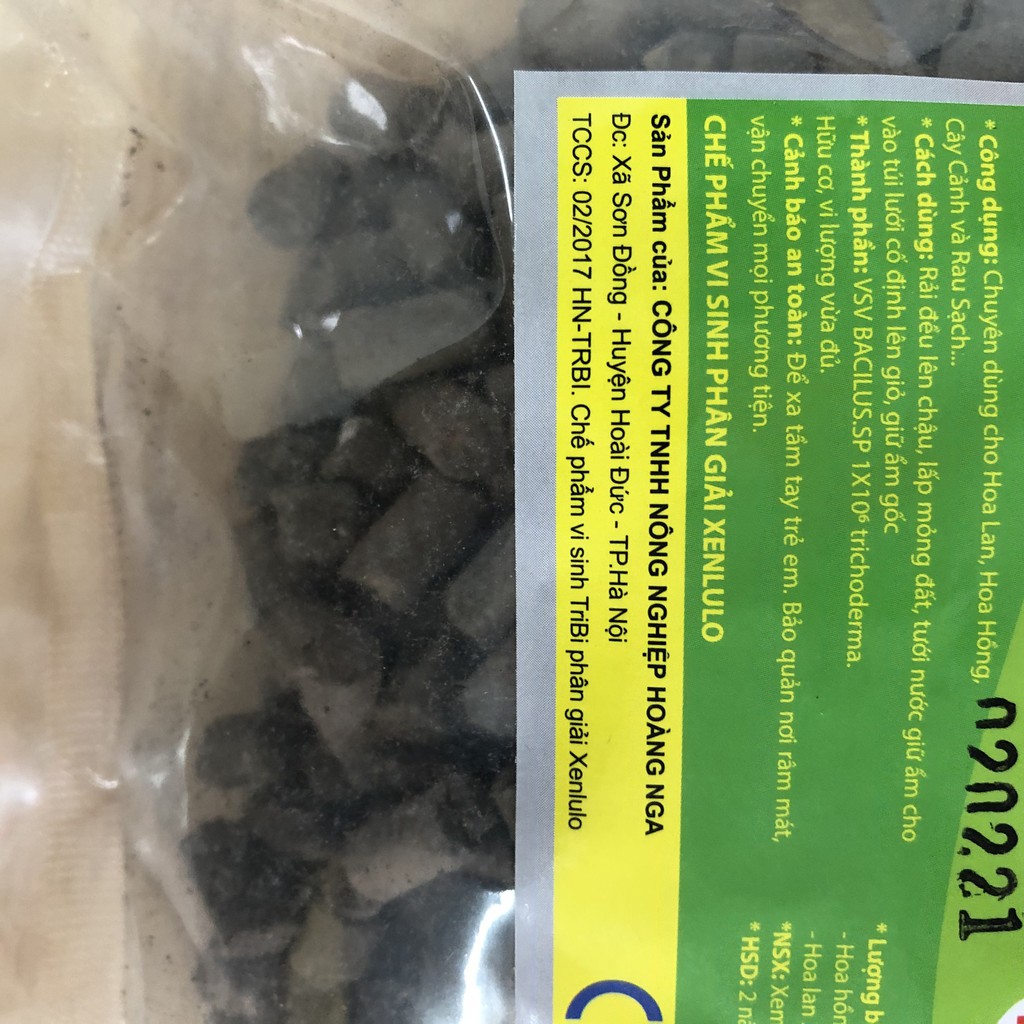 * Công dụng: Chuyên dùng cho Hoa Lan, Hoa Hồng,
Cây Cảnh và Rau Sạch...
* Cách dùng: Rải đều lên chậu, lấp mỏng đất, tưới nước giữ ẩm cho
vào túi lưới cố định lên giỏ, giữ ẩm gốc
* Thành phần: VSV BACILUS.SP 1X10⁶ trichoderma.
Hữu cơ, vi lượng vừa đủ.
* Cảnh báo an toàn: Để xa tầm tay trẻ em. Bảo quản nơi râm mát,
vận chuyển mọi phương tiện.
CHẾ PHẨM VI SINH PHÂN GIẢI XENLULO
Sản Phẩm của: CÔNG TY TNHH NÔNG NGHIỆP HOÀNG NGA
Đc: Xã Sơn Đồng - Huyện Hoài Đức - TP.Hà Nội
TCCS: 02/2017 HN-TRBI. Chế phẩm vi sinh TriBi phân giải Xenlulo
* Lượng
- Hoa
- Hoa lan
*NSX: Xem
* HSD: 2